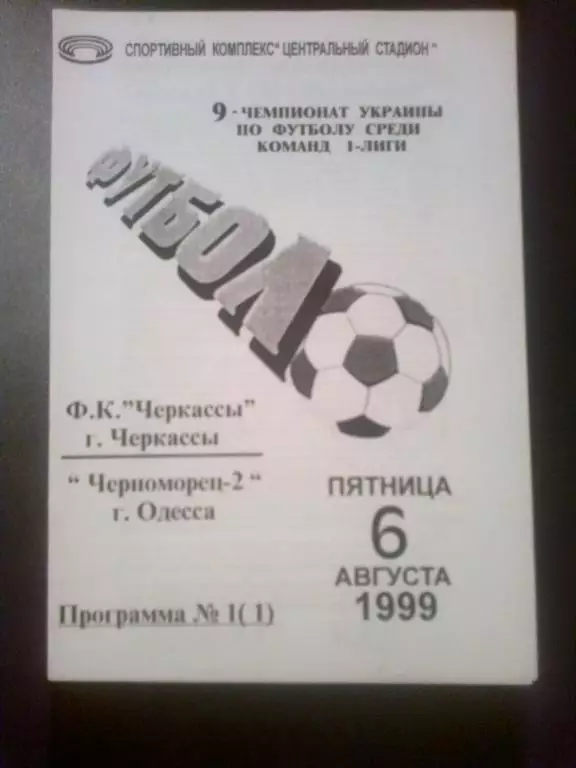 СПОРТИВНЫЙ КОМПЛЕКС" ЦЕНТРАЛЬНЫЙ СТАДИОН"
9 - ЧЕМПИОНАТ УКРАИНЫ
ПО ФУТБОЛУ СРЕДИ
КОМАНД 1-ЛИГИ
ФУТБОЛ
Ф.К."Черкассы"
г. Черкассы
" Черноморец-2 "
г. Одесса
ПЯТНИЦА
6
АВГУСТА
1999
Программа № 1( 1)